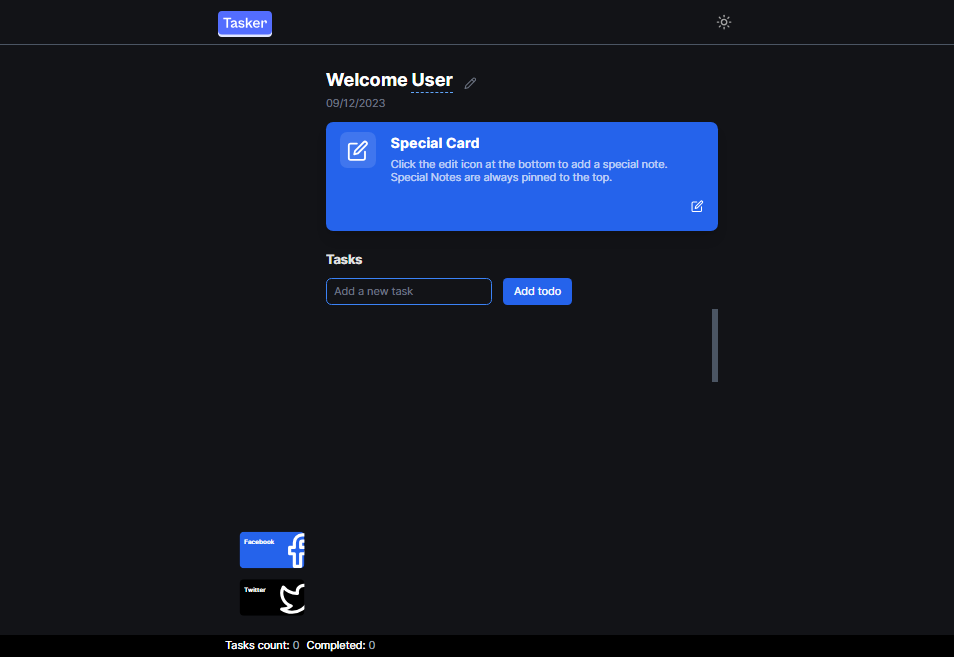 Tasker
Welcome User
09/12/2023
Special Card
Click the edit icon at the bottom to add a special note.
Special Notes are always pinned to the top.
Tasks
Add a new task
Add todo
Facebook
Twitter
Tasks count: 0 Completed: 0